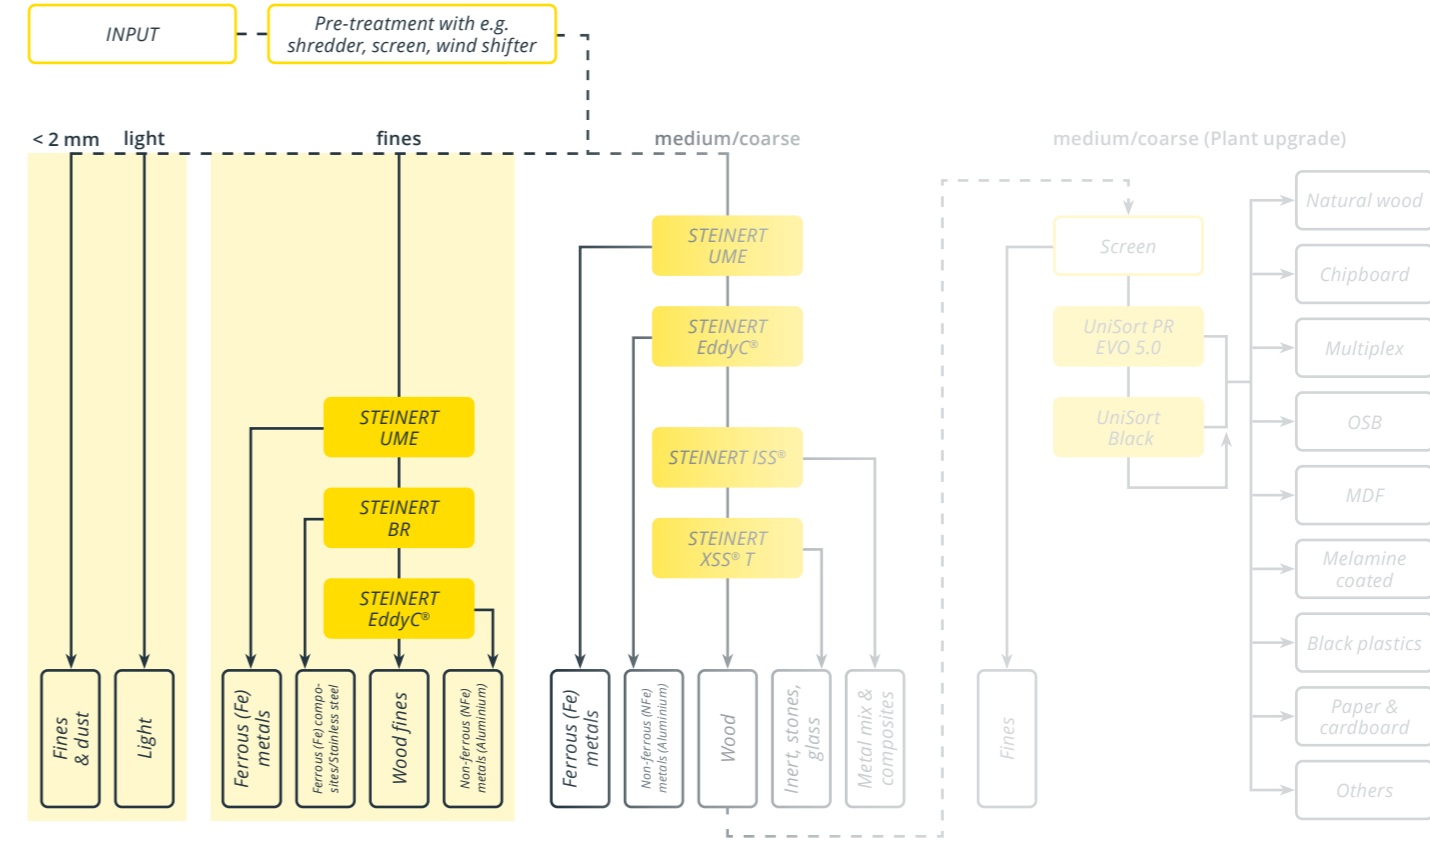 INPUT
Pre-treatment with e.g.
shredder, screen, wind shifter
< 2 mm
light
fines
medium/coarse
medium/coarse (Plant upgrade)
STEINERT
UME
STEINERT
BR
STEINERT
EddyC®
STEINERT
UME
STEINERT
EddyC®
STEINERT ISS®
STEINERT
XSS® T
Screen
UniSort PR
EVO 5.0
UniSort
Black
Natural wood
Chipboard
Multiplex
OSB
MDF
Melamine
coated
Black plastics
Paper &
cardboard
Others
Fines
& dust
Light
Ferrous (Fe)
metals
Ferrous (Fe) compo-
sites/Stainless steel
Wood fines
Non-ferrous (NFe)
metals (Aluminium)
Ferrous (Fe)
metals
Non-ferrous (NFe)
metals (Aluminium)
Wood
Inert, stones,
glass
Metal mix &
composites
Fines